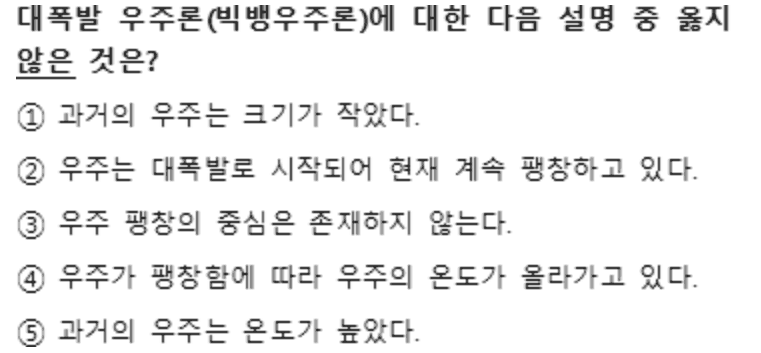 대폭발 우주론(빅뱅우주론)에 대한 다음 설명 중 옳지
않은 것은?
① 과거의 우주는 크기가 작았다.
② 우주는 대폭발로 시작되어 현재 계속 팽창하고 있다.
③ 우주 팽창의 중심은 존재하지 않는다.
④ 우주가 팽창함에 따라 우주의 온도가 올라가고 있다.
⑤ 과거의 우주는 온도가 높았다.